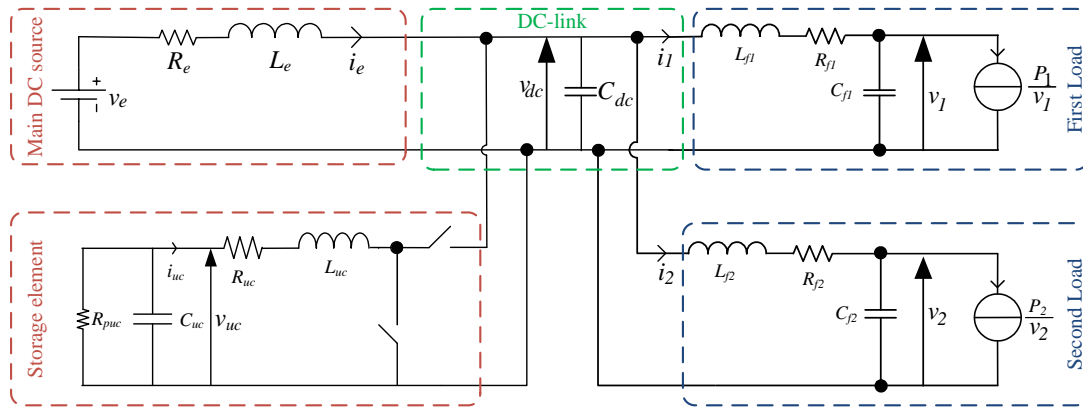 Main DC source
R_e
L_e
i_e
v_e
+
-
DC-link
v_dc
C_dc
i_1
L_f1
R_f1
C_f1
v_1
P_1
v_1
First Load
Storage element
R_puc
C_uc
i_uc
v_uc
R_uc
L_uc
i_2
L_f2
R_f2
C_f2
v_2
P_2
v_2
Second Load